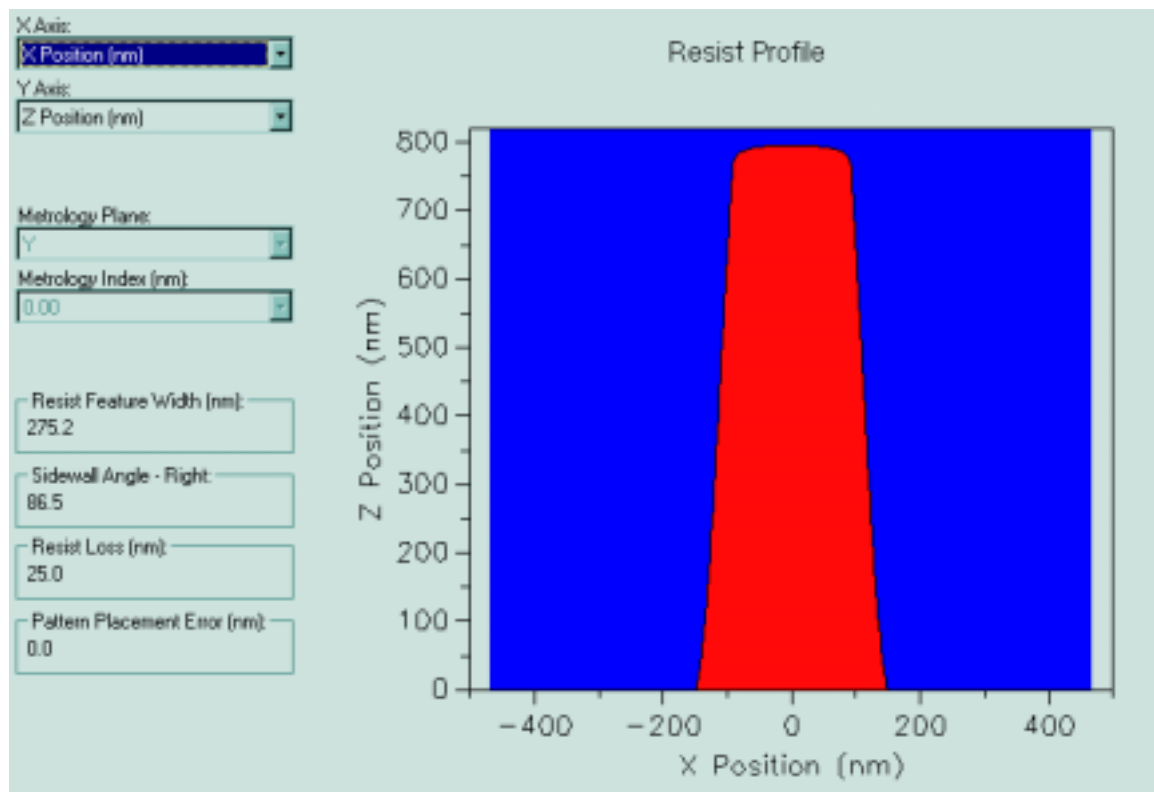 X Axis:
X Position (nm)
Y Axis:
Z Position (nm)
Metrology Plane:
Y
Metrology Index (nm):
0.00
Resist Feature Width (nm):
275.2
Sidewall Angle - Right:
86.5
Resist Loss (nm):
25.0
Pattern Placement Error (nm):
0.0
Resist Profile
Z Position (nm)
800
700
600
500
400
300
200
100
0
-400 -200 0 200 400
X Position (nm)